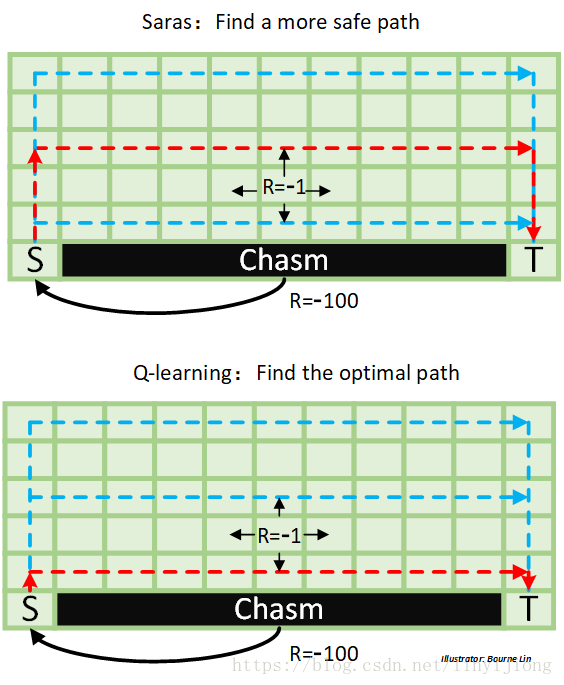 Saras：Find a more safe path
R=-1
S Chasm T
R=-100
Q-learning：Find the optimal path
R=-1
S Chasm T
R=-100
Illustrator: Bourne Lin
https://blog.csdn.net/linyijiong